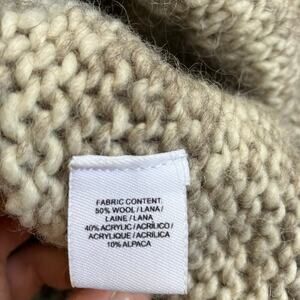 FABRIC CONTENT
50% WOOL / LANA /
LAINE / LANA
40% ACRYLIC / ACRÍLICO /
ACRYLIQUE / ACRILICA
10% ALPACA